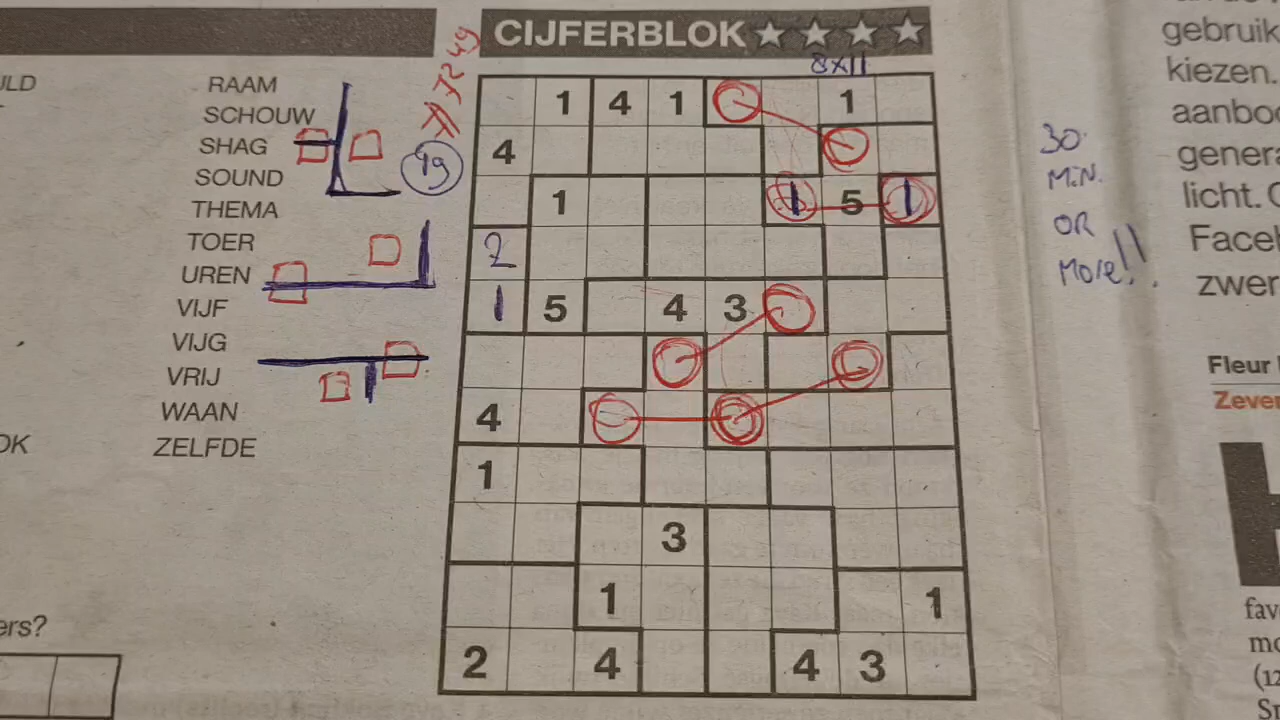 ULD
RAAM
SCHOUW
SHAG
SOUND
THEMA
TOER
UREN
VIJF
VIJG
VRIJ
WAAN
OK
ZELFDE
ers?
CIJFERBLOK ★★★★
8x11
49
1 4 1 1
4
1 1 5 1
2
1 5 4 3
4
1
3
1 1
2 4 4 3
30
MiN.
OR
More!!
gebruik
kiezen.
aanboo
genera
licht.
Faceb
zwer
Fleur
Zever
fav
mo
(12